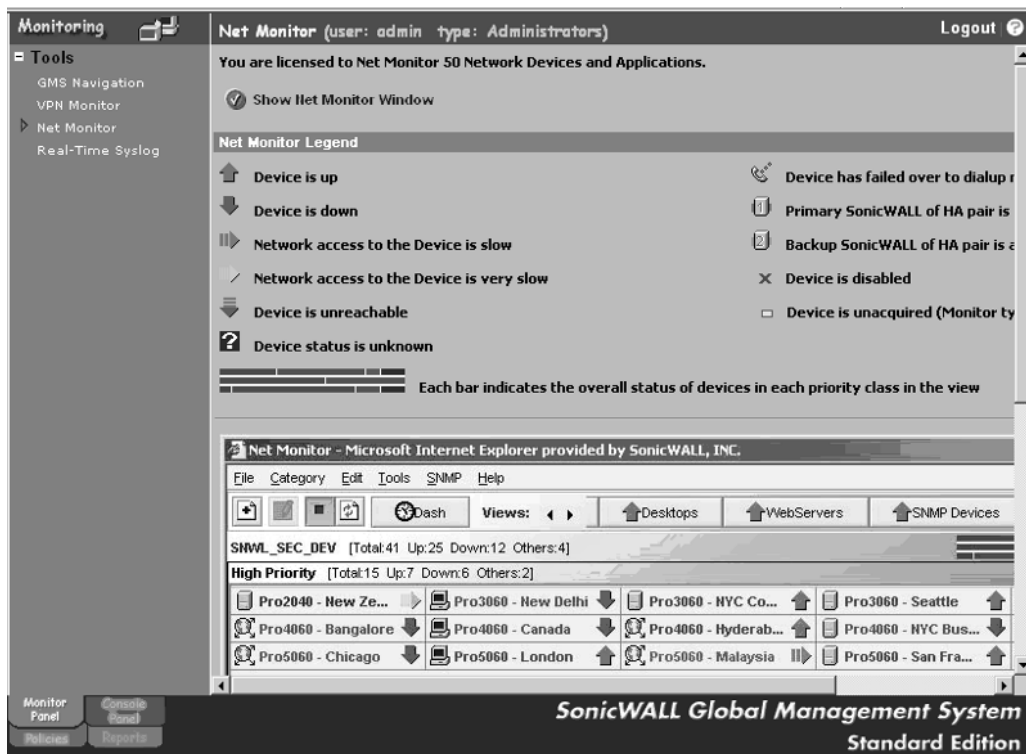 Monitoring
Net Monitor (user: admin type: Administrators)
Logout
Tools
GMS Navigation
VPN Monitor
Net Monitor
Real-Time Syslog
You are licensed to Net Monitor 50 Network Devices and Applications.
Show Net Monitor Window
Net Monitor Legend
Device is up
Device has failed over to dialup
Device is down
1
Primary SonicWALL of HA pair is
Network access to the Device is slow
2
Backup SonicWALL of HA pair is a
Network access to the Device is very slow
Device is disabled
Device is unreachable
Device is unacquired (Monitor ty
?
Device status is unknown
Each bar indicates the overall status of devices in each priority class in the view
Net Monitor - Microsoft Internet Explorer provided by SonicWALL, INC.
File Category Edit Tools SNMP Help
Dash Views: Desktops WebServers SNMP Devices
SNWL_SEC_DEV [Total:41 Up:25 Down:12 Others:4]
High Priority [Total:15 Up:7 Down:6 Others:2]
Pro2040 - New Ze... Pro3060 - New Delhi Pro3060 - NYC Co... Pro3060 - Seattle
Pro4060 - Bangalore Pro4060 - Canada Pro4060 - Hyderab... Pro4060 - NYC Bus...
Pro5060 - Chicago Pro5060 - London Pro5060 - Malaysia Pro5060 - San Fra...
Monitor Panel
Console Panel
Policies
Reports
SonicWALL Global Management System
Standard Edition